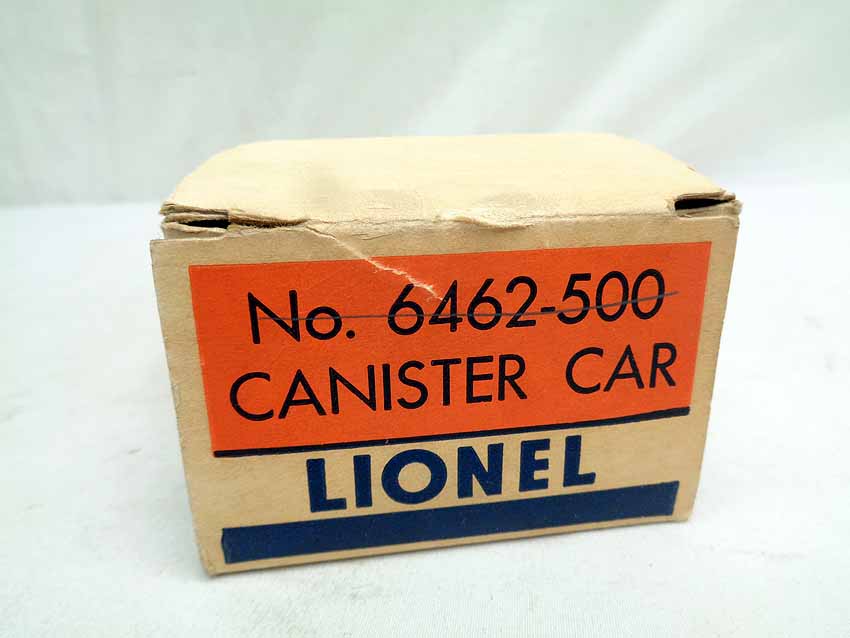 No. 6462-500
CANISTER CAR
LIONEL